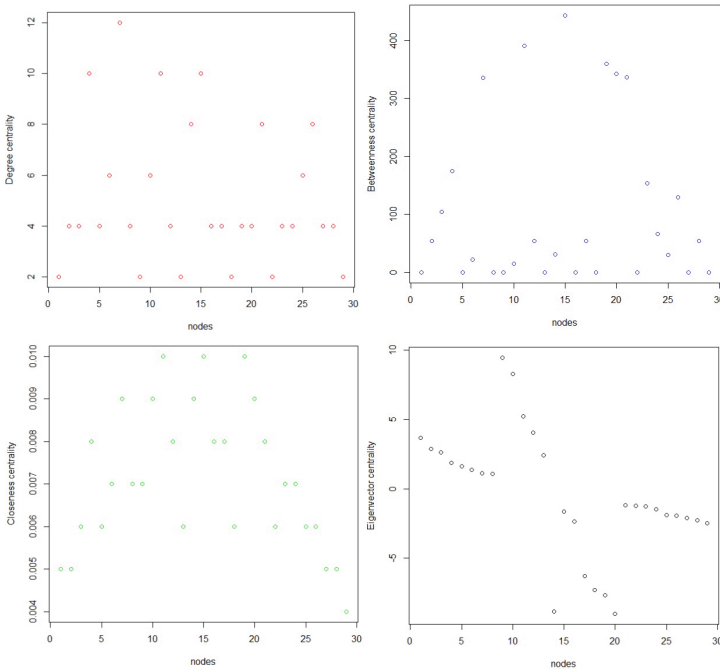 Degree centrality
12
10
8
6
4
2
0 5 10 15 20 25 30
nodes
Betweenness centrality
400
300
200
100
0
0 5 10 15 20 25 30
nodes
Closeness centrality
0.010
0.009
0.008
0.007
0.006
0.005
0.004
0 5 10 15 20 25 30
nodes
Eigenvector centrality
10
5
0
-5
0 5 10 15 20 25 30
nodes